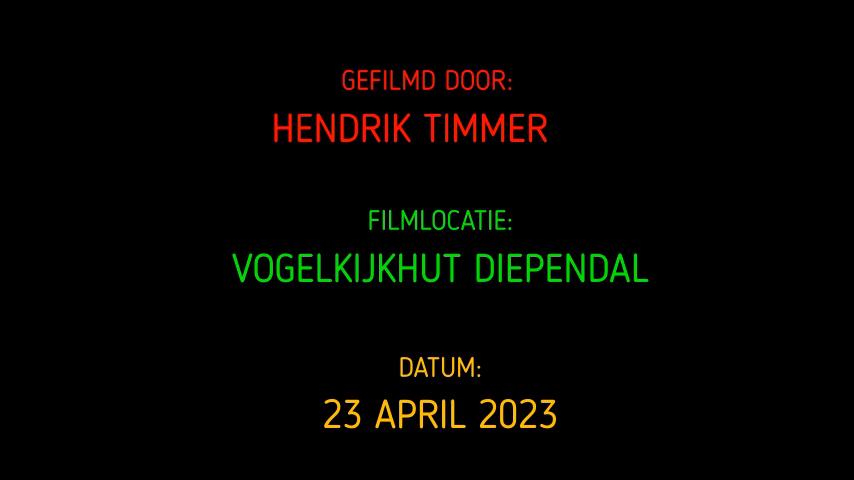 GEFILMD DOOR:
HENDRIK TIMMER
FILMLOCATIE:
VOGELKIJKHUT DIEPENDAL
DATUM:
23 APRIL 2023